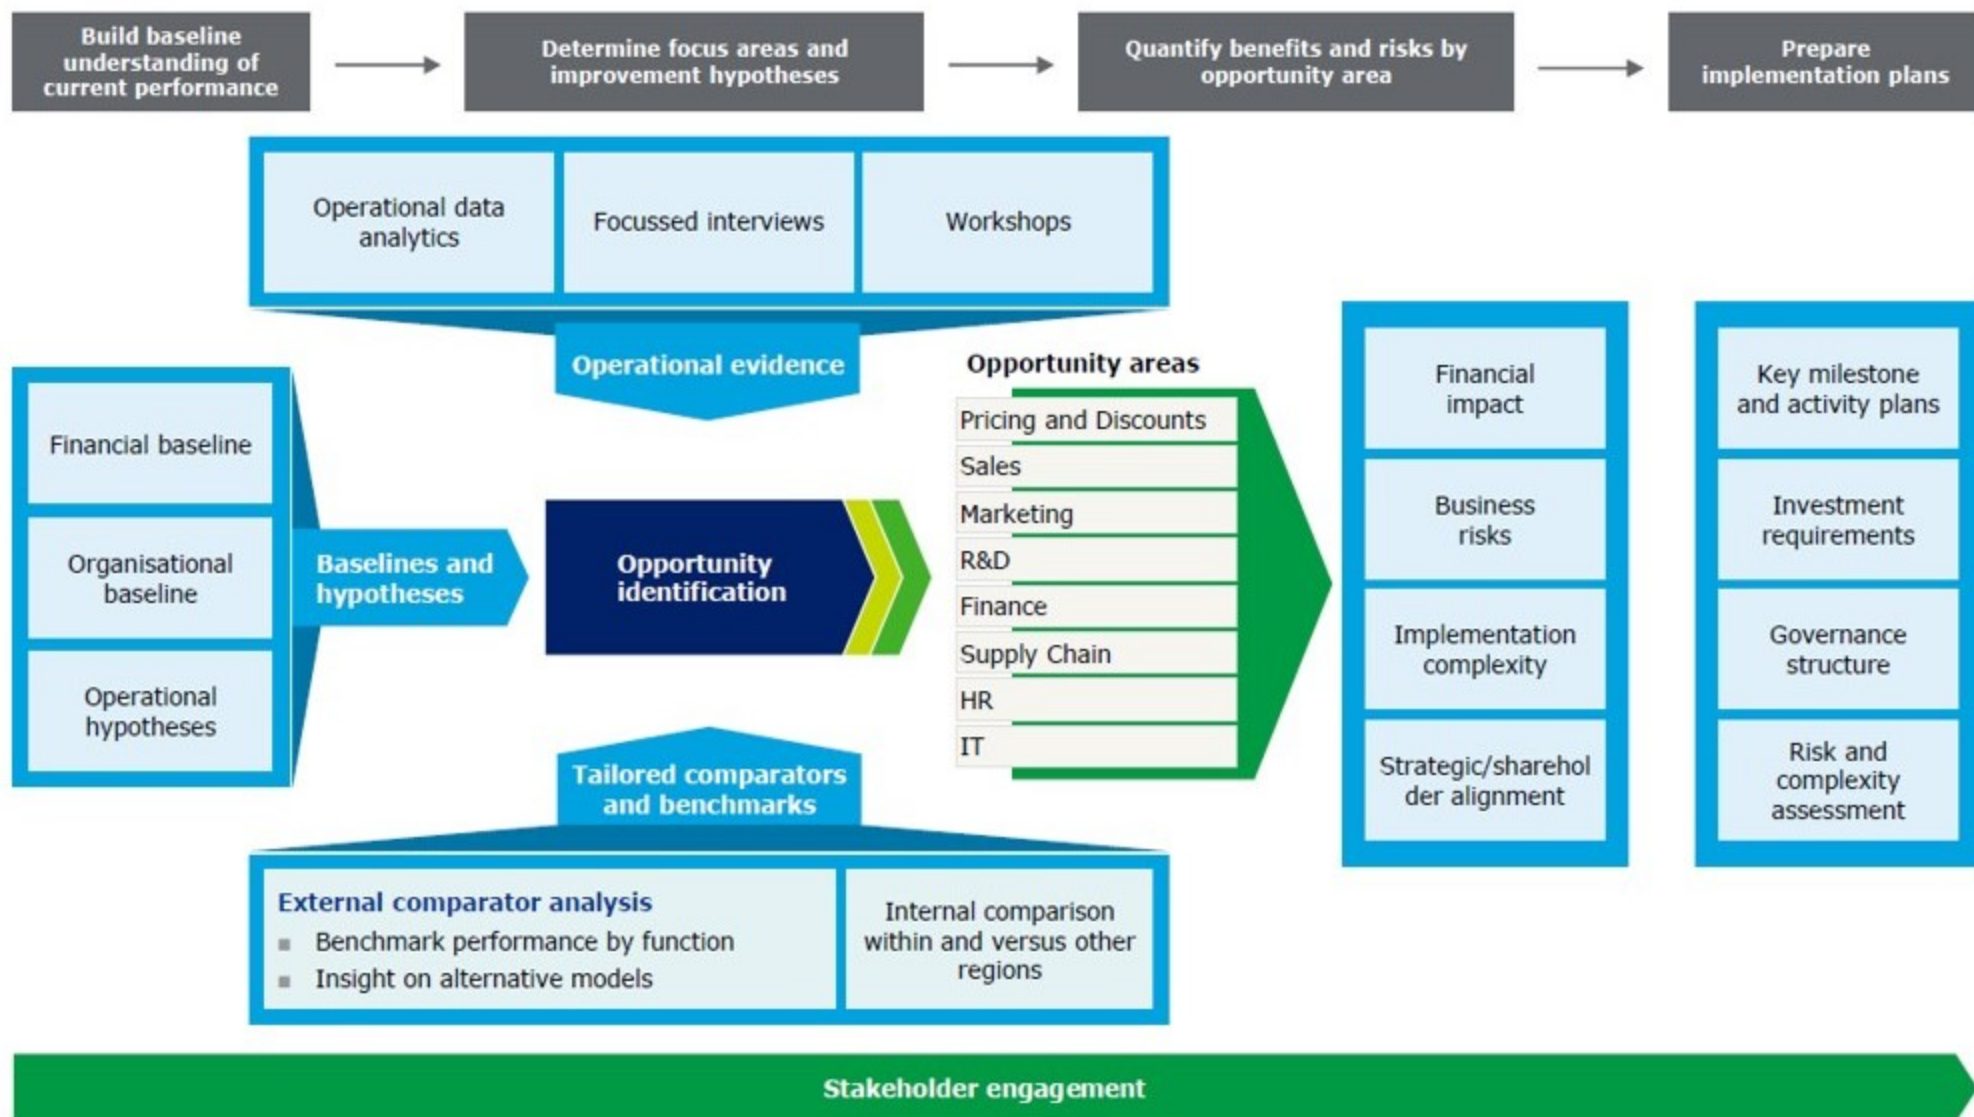 Build baseline
understanding of
current performance
Determine focus areas and
improvement hypotheses
Quantify benefits and risks by
opportunity area
Prepare
implementation plans
Operational data
analytics
Focussed interviews
Workshops
Operational evidence
Financial baseline
Organisational
baseline
Operational
hypotheses
Baselines and
hypotheses
Opportunity
identification
Tailored comparators
and benchmarks
External comparator analysis
■ Benchmark performance by function
■ Insight on alternative models
Internal comparison
within and versus other
regions
Opportunity areas
Pricing and Discounts
Sales
Marketing
R&D
Finance
Supply Chain
HR
IT
Financial
impact
Business
risks
Implementation
complexity
Strategic/sharehol
der alignment
Key milestone
and activity plans
Investment
requirements
Governance
structure
Risk and
complexity
assessment
Stakeholder engagement